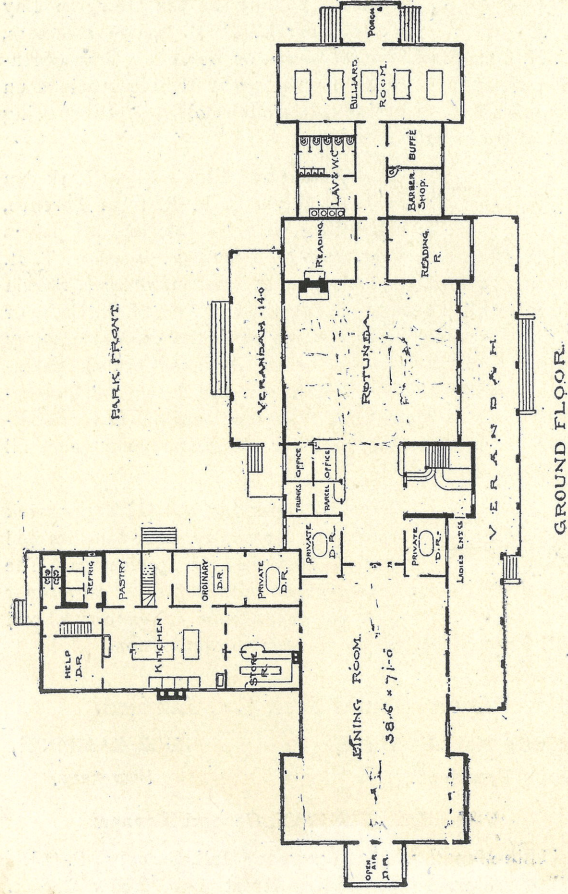 PORCH
BILLIARD
ROOM.
LAV & W.C
BUFFÉ
BARBER
SHOP.
READING
READING
R.
PARK FRONT.
VERANDAH - 14-0
ROTUNDA.
VERANDAH.
OFFICE
OFFICE
TRUNKS
PARCEL
PRIVATE
D.R.
PRIVATE
D.R.
LADIES ENTCE
REFRIG
PASTRY
ORDINARY
D.R
PRIVATE
D.R.
HELP
D.R.
KITCHEN
STORE
R.
DINING ROOM.
38.6 x 71-0
OPEN
AIR
D.R.
GROUND FLOOR.